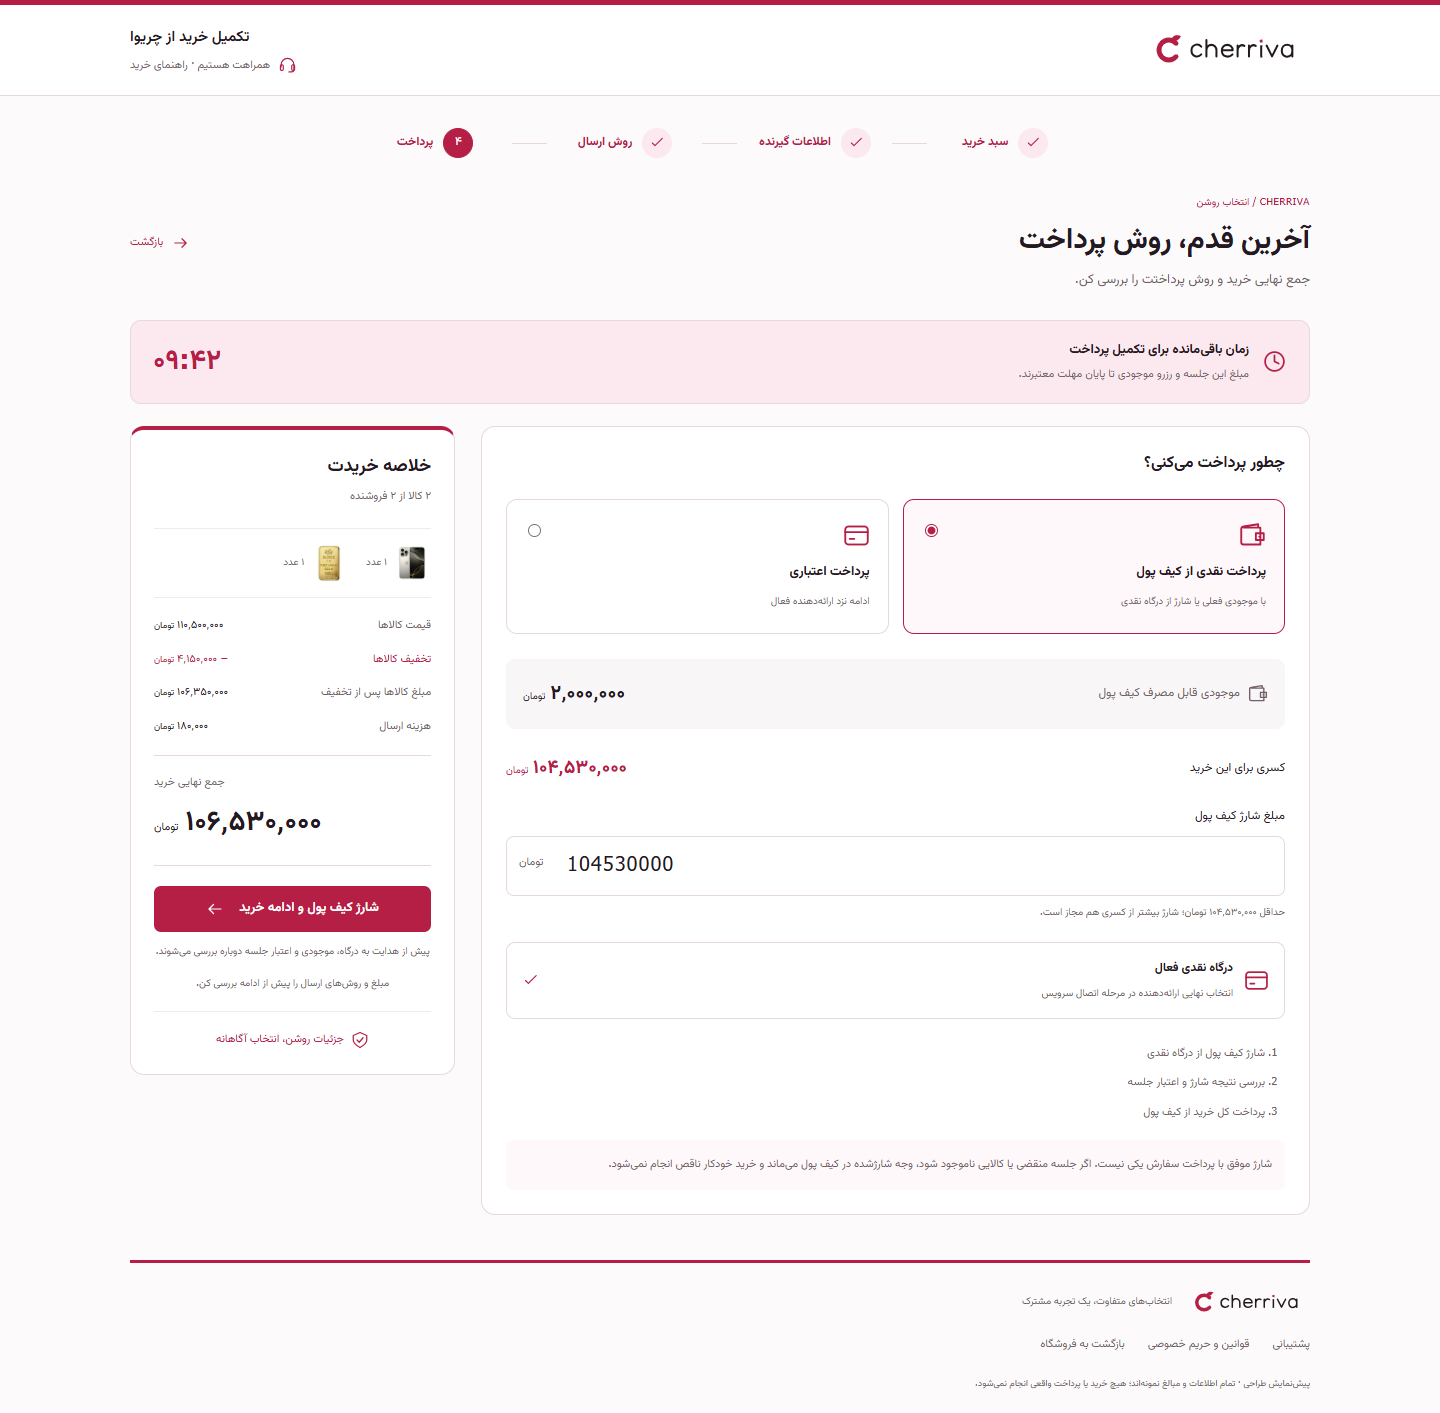 cherriva
تکمیل خرید از چریوا
همراهت هستیم · راهنمای خرید
سبد خرید
اطلاعات گیرنده
روش ارسال
۴ پرداخت
CHERRIVA / انتخاب روشن
آخرین قدم، روش پرداخت
بازگشت
جمع نهایی خرید و روش پرداختت را بررسی کن.
زمان باقی‌مانده برای تکمیل پرداخت
مبلغ این جلسه و رزرو موجودی تا پایان مهلت معتبرند.
۰۹:۴۲
چطور پرداخت می‌کنی؟
پرداخت نقدی از کیف پول
با موجودی فعلی یا شارژ از درگاه نقدی
پرداخت اعتباری
ادامه نزد ارائه‌دهنده فعال
موجودی قابل مصرف کیف پول
۲,۰۰۰,۰۰۰ تومان
کسری برای این خرید
۱۰۴,۵۳۰,۰۰۰ تومان
مبلغ شارژ کیف پول
104530000 تومان
حداقل ۱۰۴,۵۳۰,۰۰۰ تومان؛ شارژ بیشتر از کسری هم مجاز است.
درگاه نقدی فعال
انتخاب نهایی ارائه‌دهنده در مرحله اتصال سرویس
1. شارژ کیف پول از درگاه نقدی
2. بررسی نتیجه شارژ و اعتبار جلسه
3. پرداخت کل خرید از کیف پول
شارژ موفق با پرداخت سفارش یکی نیست. اگر جلسه منقضی یا کالایی ناموجود شود، وجه شارژشده در کیف پول می‌ماند و خرید خودکار ناقص انجام نمی‌شود.
خلاصه خریدت
۲ کالا از ۲ فروشنده
۱ عدد
۱ عدد
قیمت کالاها
۱۱۰,۵۰۰,۰۰۰ تومان
تخفیف کالاها
− ۴,۱۵۰,۰۰۰ تومان
مبلغ کالاها پس از تخفیف
۱۰۶,۳۵۰,۰۰۰ تومان
هزینه ارسال
۱۸۰,۰۰۰ تومان
جمع نهایی خرید
۱۰۶,۵۳۰,۰۰۰ تومان
شارژ کیف پول و ادامه خرید
پیش از هدایت به درگاه، موجودی و اعتبار جلسه دوباره بررسی می‌شوند.
مبلغ و روش‌های ارسال را پیش از ادامه بررسی کن.
جزئیات روشن، انتخاب آگاهانه
cherriva
انتخاب‌های متفاوت، یک تجربه مشترک
پشتیبانی
قوانین و حریم خصوصی
بازگشت به فروشگاه
پیش‌نمایش طراحی · تمام اطلاعات و مبالغ نمونه‌اند؛ هیچ خرید یا پرداخت واقعی انجام نمی‌شود.